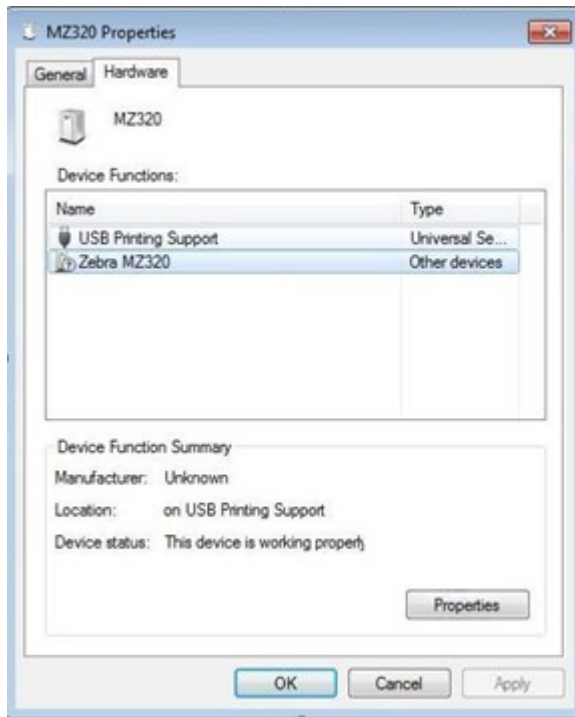 MZ320 Properties
General Hardware
MZ320
Device Functions:
Name Type
USB Printing Support Universal Se...
Zebra MZ320 Other devices
Device Function Summary
Manufacturer: Unknown
Location: on USB Printing Support
Device status: This device is working properly
Properties
OK Cancel Apply